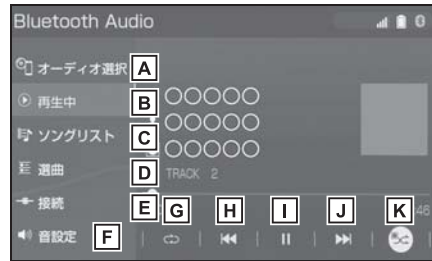 Bluetooth Audio
オーディオ選択 A
再生中 B ○○○○○
○○○○○
ソングリスト C
○○○○○
選曲 D TRACK 2
接続 E :46
音設定 F G H I J K